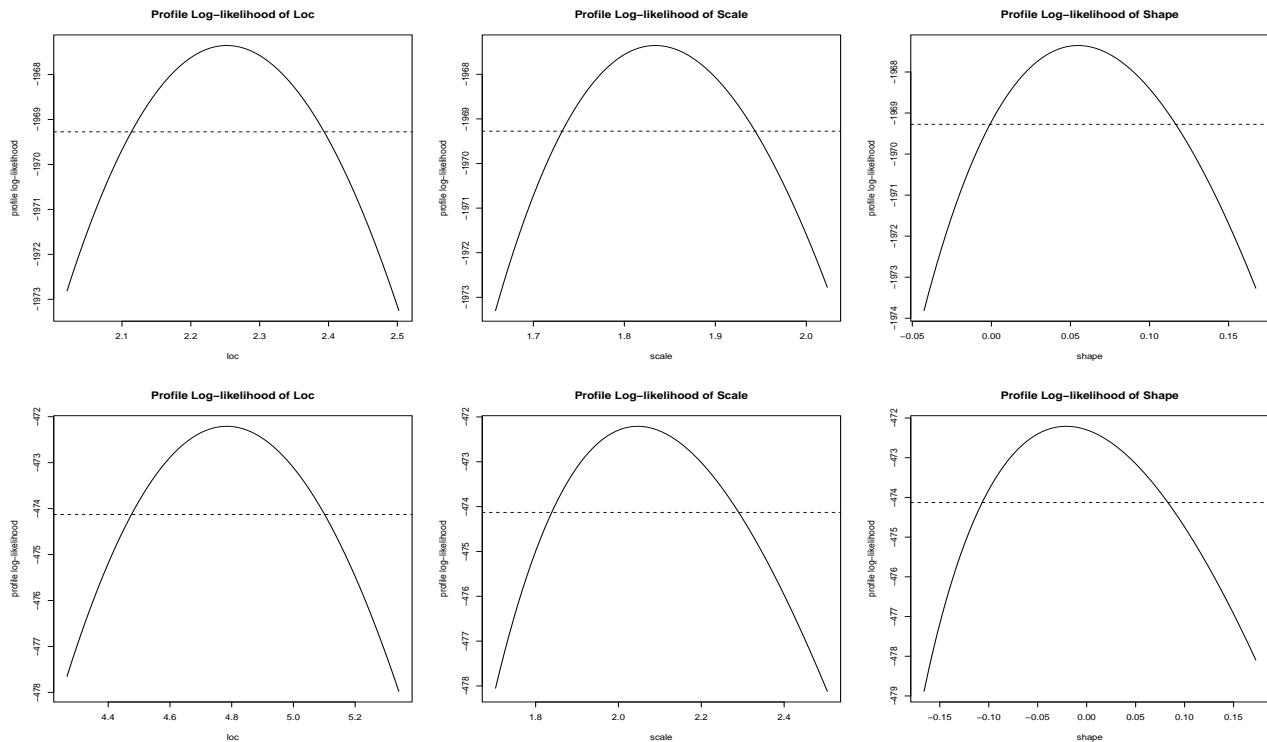 Profile Log−likelihood of Loc
profile log−likelihood
−1973 −1972 −1971 −1970 −1969 −1968
2.1 2.2 2.3 2.4 2.5
loc
Profile Log−likelihood of Scale
profile log−likelihood
−1973 −1972 −1971 −1970 −1969 −1968
1.7 1.8 1.9 2.0
scale
Profile Log−likelihood of Shape
profile log−likelihood
−1974 −1973 −1972 −1971 −1970 −1969 −1968
−0.05 0.00 0.05 0.10 0.15
shape
Profile Log−likelihood of Loc
profile log−likelihood
−478 −477 −476 −475 −474 −473 −472
4.4 4.6 4.8 5.0 5.2
loc
Profile Log−likelihood of Scale
profile log−likelihood
−478 −477 −476 −475 −474 −473 −472
1.8 2.0 2.2 2.4
scale
Profile Log−likelihood of Shape
profile log−likelihood
−479 −478 −477 −476 −475 −474 −473 −472
−0.15 −0.10 −0.05 0.00 0.05 0.10 0.15
shape